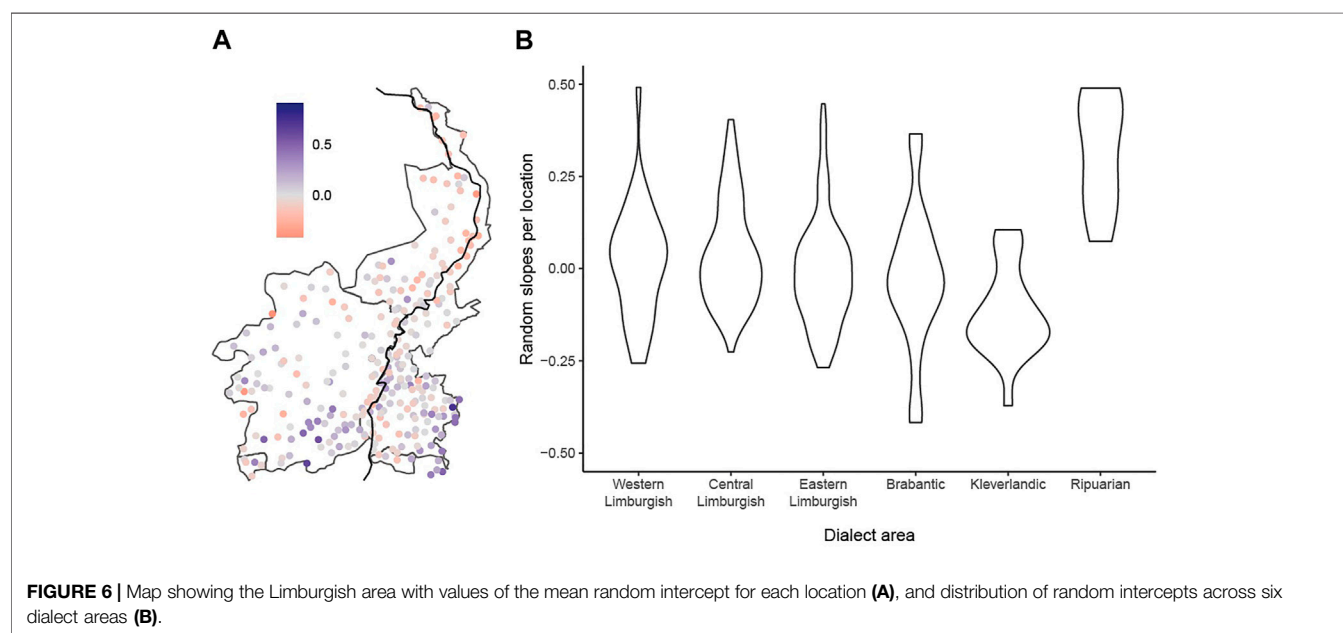 A
B
0.5
0.0
0.50
0.25
0.00
−0.25
−0.50
Random slopes per location
Western
Limburgish
Central
Limburgish
Eastern
Limburgish
Brabantic
Kleverlandic
Ripuarian
Dialect area
FIGURE 6 | Map showing the Limburgish area with values of the mean random intercept for each location (A), and distribution of random intercepts across six
dialect areas (B).